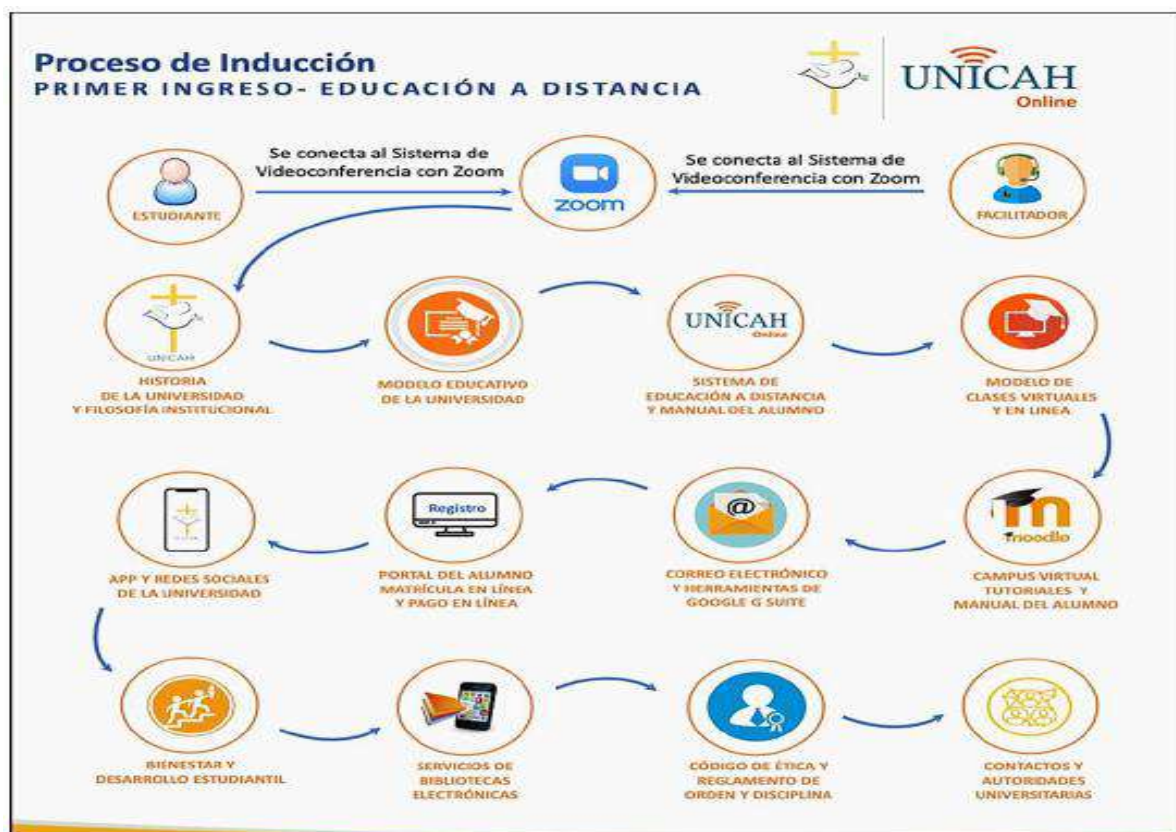 Proceso de Inducción
PRIMER INGRESO- EDUCACIÓN A DISTANCIA
UNICAH
Online
Se conecta al Sistema de
Videoconferencia con Zoom
Se conecta al Sistema de
Videoconferencia con Zoom
ESTUDIANTE
zoom
FACILITADOR
UNICAH
UNICAH
Online
HISTORIA
DE LA UNIVERSIDAD
Y FILOSOFÍA INSTITUCIONAL
MODELO EDUCATIVO
DE LA UNIVERSIDAD
SISTEMA DE
EDUCACIÓN A DISTANCIA
Y MANUAL DEL ALUMNO
MODELO DE
CLASES VIRTUALES
Y EN LINEA
Registro
@
m
moodle
APP Y REDES SOCIALES
DE LA UNIVERSIDAD
PORTAL DEL ALUMNO
MATRÍCULA EN LÍNEA
Y PAGO EN LÍNEA
CORREO ELECTRÓNICO
Y HERRAMIENTAS DE
GOOGLE G SUITE
CAMPUS VIRTUAL
TUTORIALES Y
MANUAL DEL ALUMNO
BIENESTAR Y
DESARROLLO ESTUDIANTIL
SERVICIOS DE
BIBLIOTECAS
ELECTRÓNICAS
CÓDIGO DE ÉTICA Y
REGLAMENTO DE
ORDEN Y DISCIPLINA
CONTACTOS Y
AUTORIDADES
UNIVERSITARIAS